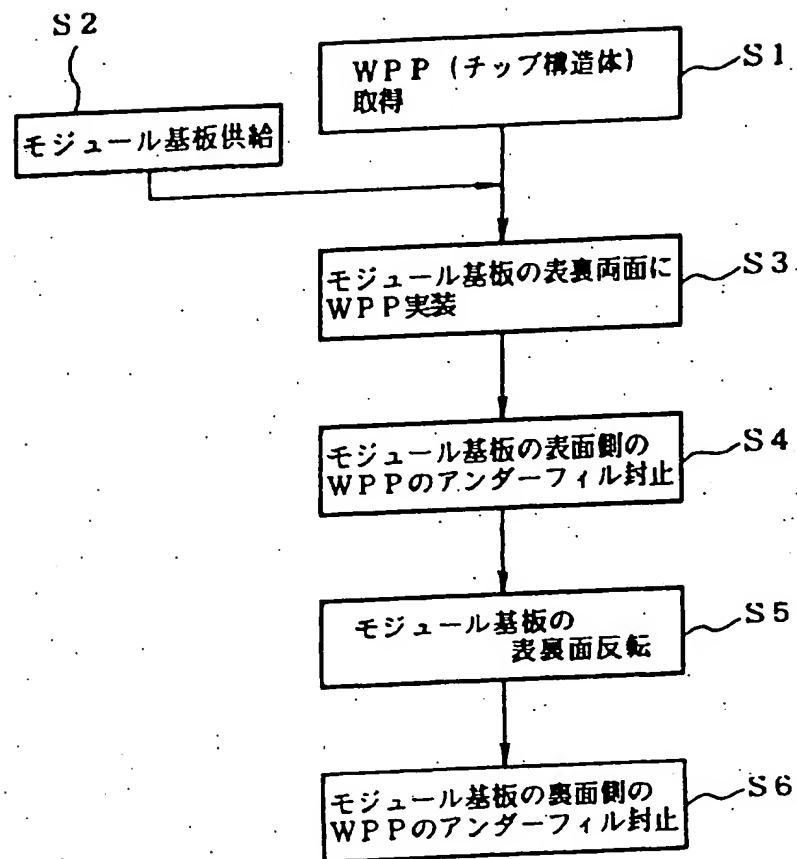 S2
WPP(チップ構造体)
取得
S1
モジュール基板供給
モジュール基板の表裏両面に
WPP実装
S3
モジュール基板の表面側の
WPPのアンダーフィル封止
S4
モジュール基板の
表裏面反転
S5
モジュール基板の裏面側の
WPPのアンダーフィル封止
S6